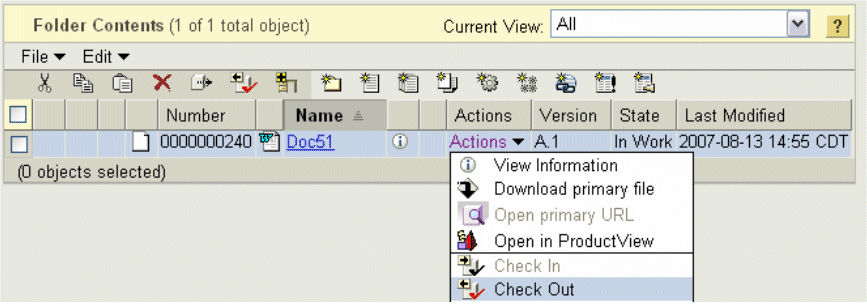 Folder Contents (1 of 1 total object) Current View: All ?
File Edit
Number Name Actions Version State Last Modified
0000000240 Doc51 Actions A.1 In Work 2007-08-13 14:55 CDT
(0 objects selected)
View Information
Download primary file
Open primary URL
Open in ProductView
Check In
Check Out